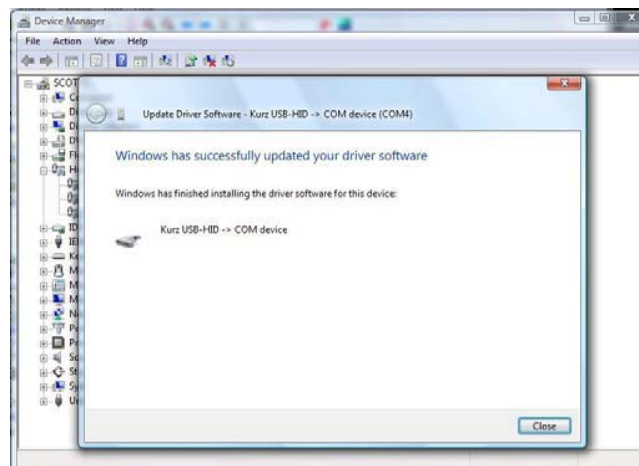 Device Manager
File Action View Help
SCOT
Update Driver Software - Kurz USB-HID -> COM device (COM4)
Windows has successfully updated your driver software
Windows has finished installing the driver software for this device:
Kurz USB-HID -> COM device
Close